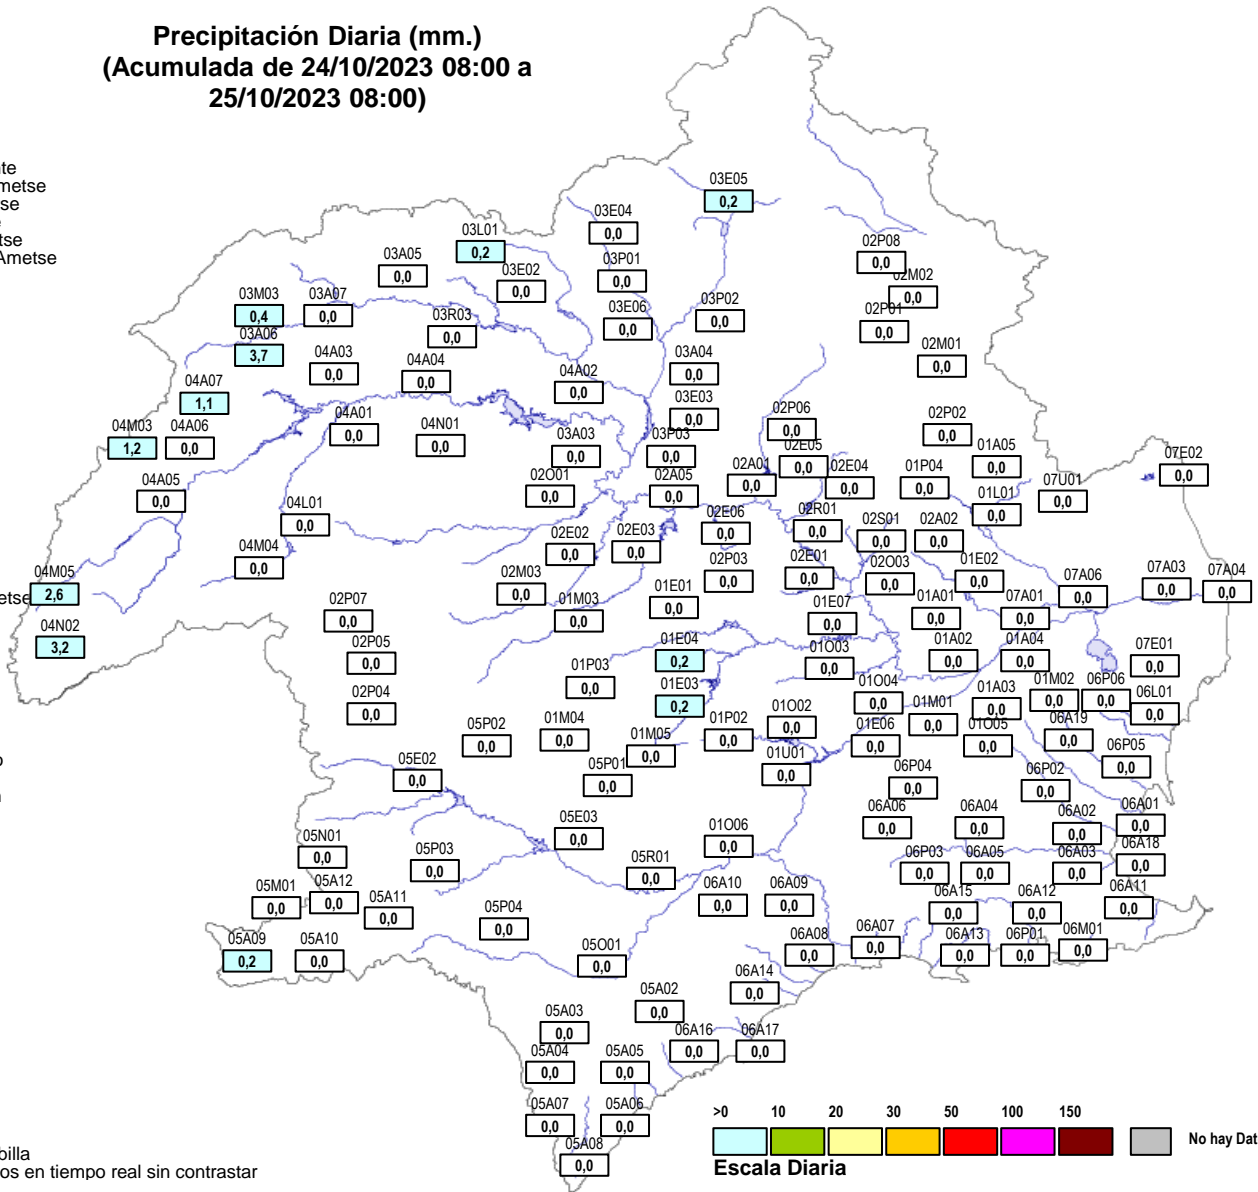 Precipitación Diaria (mm.)
(Acumulada de 24/10/2023 08:00 a
25/10/2023 08:00)
nte
metse
se
e
tse
Ametse
03E05
0,2
03E04
0,0
03L01
0,2
03A05
0,0
03E02
0,0
03P01
0,0
02P08
0,0
02M02
0,0
03M03
0,4
03A07
0,0
03R03
0,0
03E06
0,0
03P02
0,0
02P01
0,0
03A06
3,7
04A03
0,0
04A04
0,0
04A02
0,0
03A04
0,0
02M01
0,0
04A07
1,1
04A01
0,0
04N01
0,0
03E03
0,0
02P06
0,0
02P02
0,0
04M03
1,2
04A06
0,0
03A03
0,0
03P03
0,0
02E05
0,0
01A05
0,0
07E02
0,0
04A05
0,0
02O01
0,0
02A05
0,0
02A01
0,0
02E04
0,0
01P04
0,0
07U01
0,0
01L01
0,0
04L01
0,0
02E06
0,0
02R01
0,0
02S01
0,0
02A02
0,0
04M04
0,0
02E02
0,0
02E03
0,0
02P03
0,0
02E01
0,0
02O03
0,0
01E02
0,0
04M05
2,6
etse
02M03
0,0
01M03
0,0
01E01
0,0
07A06
0,0
07A03
0,0
07A04
0,0
04N02
3,2
02P07
0,0
01E07
0,0
01A01
0,0
07A01
0,0
02P05
0,0
01E04
0,2
01O03
0,0
01A02
0,0
01A04
0,0
07E01
0,0
02P04
0,0
01P03
0,0
01E03
0,2
01O04
0,0
01A03
0,0
01M02
0,0
06P06
0,0
06L01
0,0
05P02
0,0
01M04
0,0
01M05
0,0
01P02
0,0
01O02
0,0
01E06
0,0
01M01
0,0
01O05
0,0
06A19
0,0
o
05E02
0,0
05P01
0,0
01U01
0,0
06P04
0,0
06P02
0,0
06P05
0,0
05E03
0,0
01O06
0,0
06A06
0,0
06A04
0,0
06A02
0,0
06A01
0,0
05N01
0,0
05P03
0,0
05R01
0,0
06P03
0,0
06A05
0,0
06A03
0,0
06A18
0,0
05M01
0,0
05A12
0,0
05A11
0,0
06A10
0,0
06A09
0,0
06A15
0,0
06A12
0,0
06A11
0,0
05A09
0,2
05A10
0,0
05P04
0,0
05O01
0,0
06A08
0,0
06A07
0,0
06A13
0,0
06P01
0,0
06M01
0,0
05A02
0,0
06A14
0,0
05A03
0,0
06A16
0,0
06A17
0,0
05A04
0,0
05A05
0,0
05A07
0,0
05A06
0,0
05A08
0,0
>0 10 20 30 50 100 150
No hay Dat
Escala Diaria
billa
os en tiempo real sin contrastar